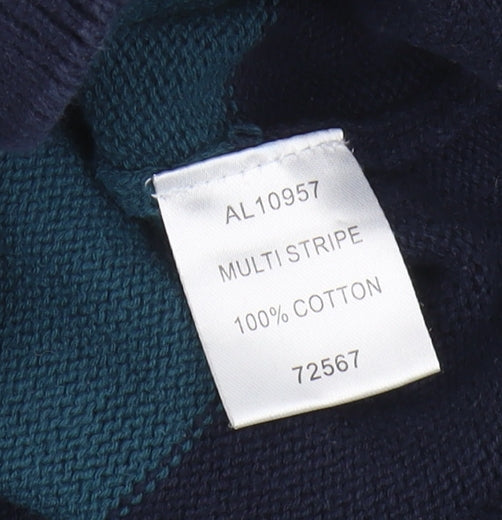 AL10957
MULTI STRIPE
100% COTTON
72567